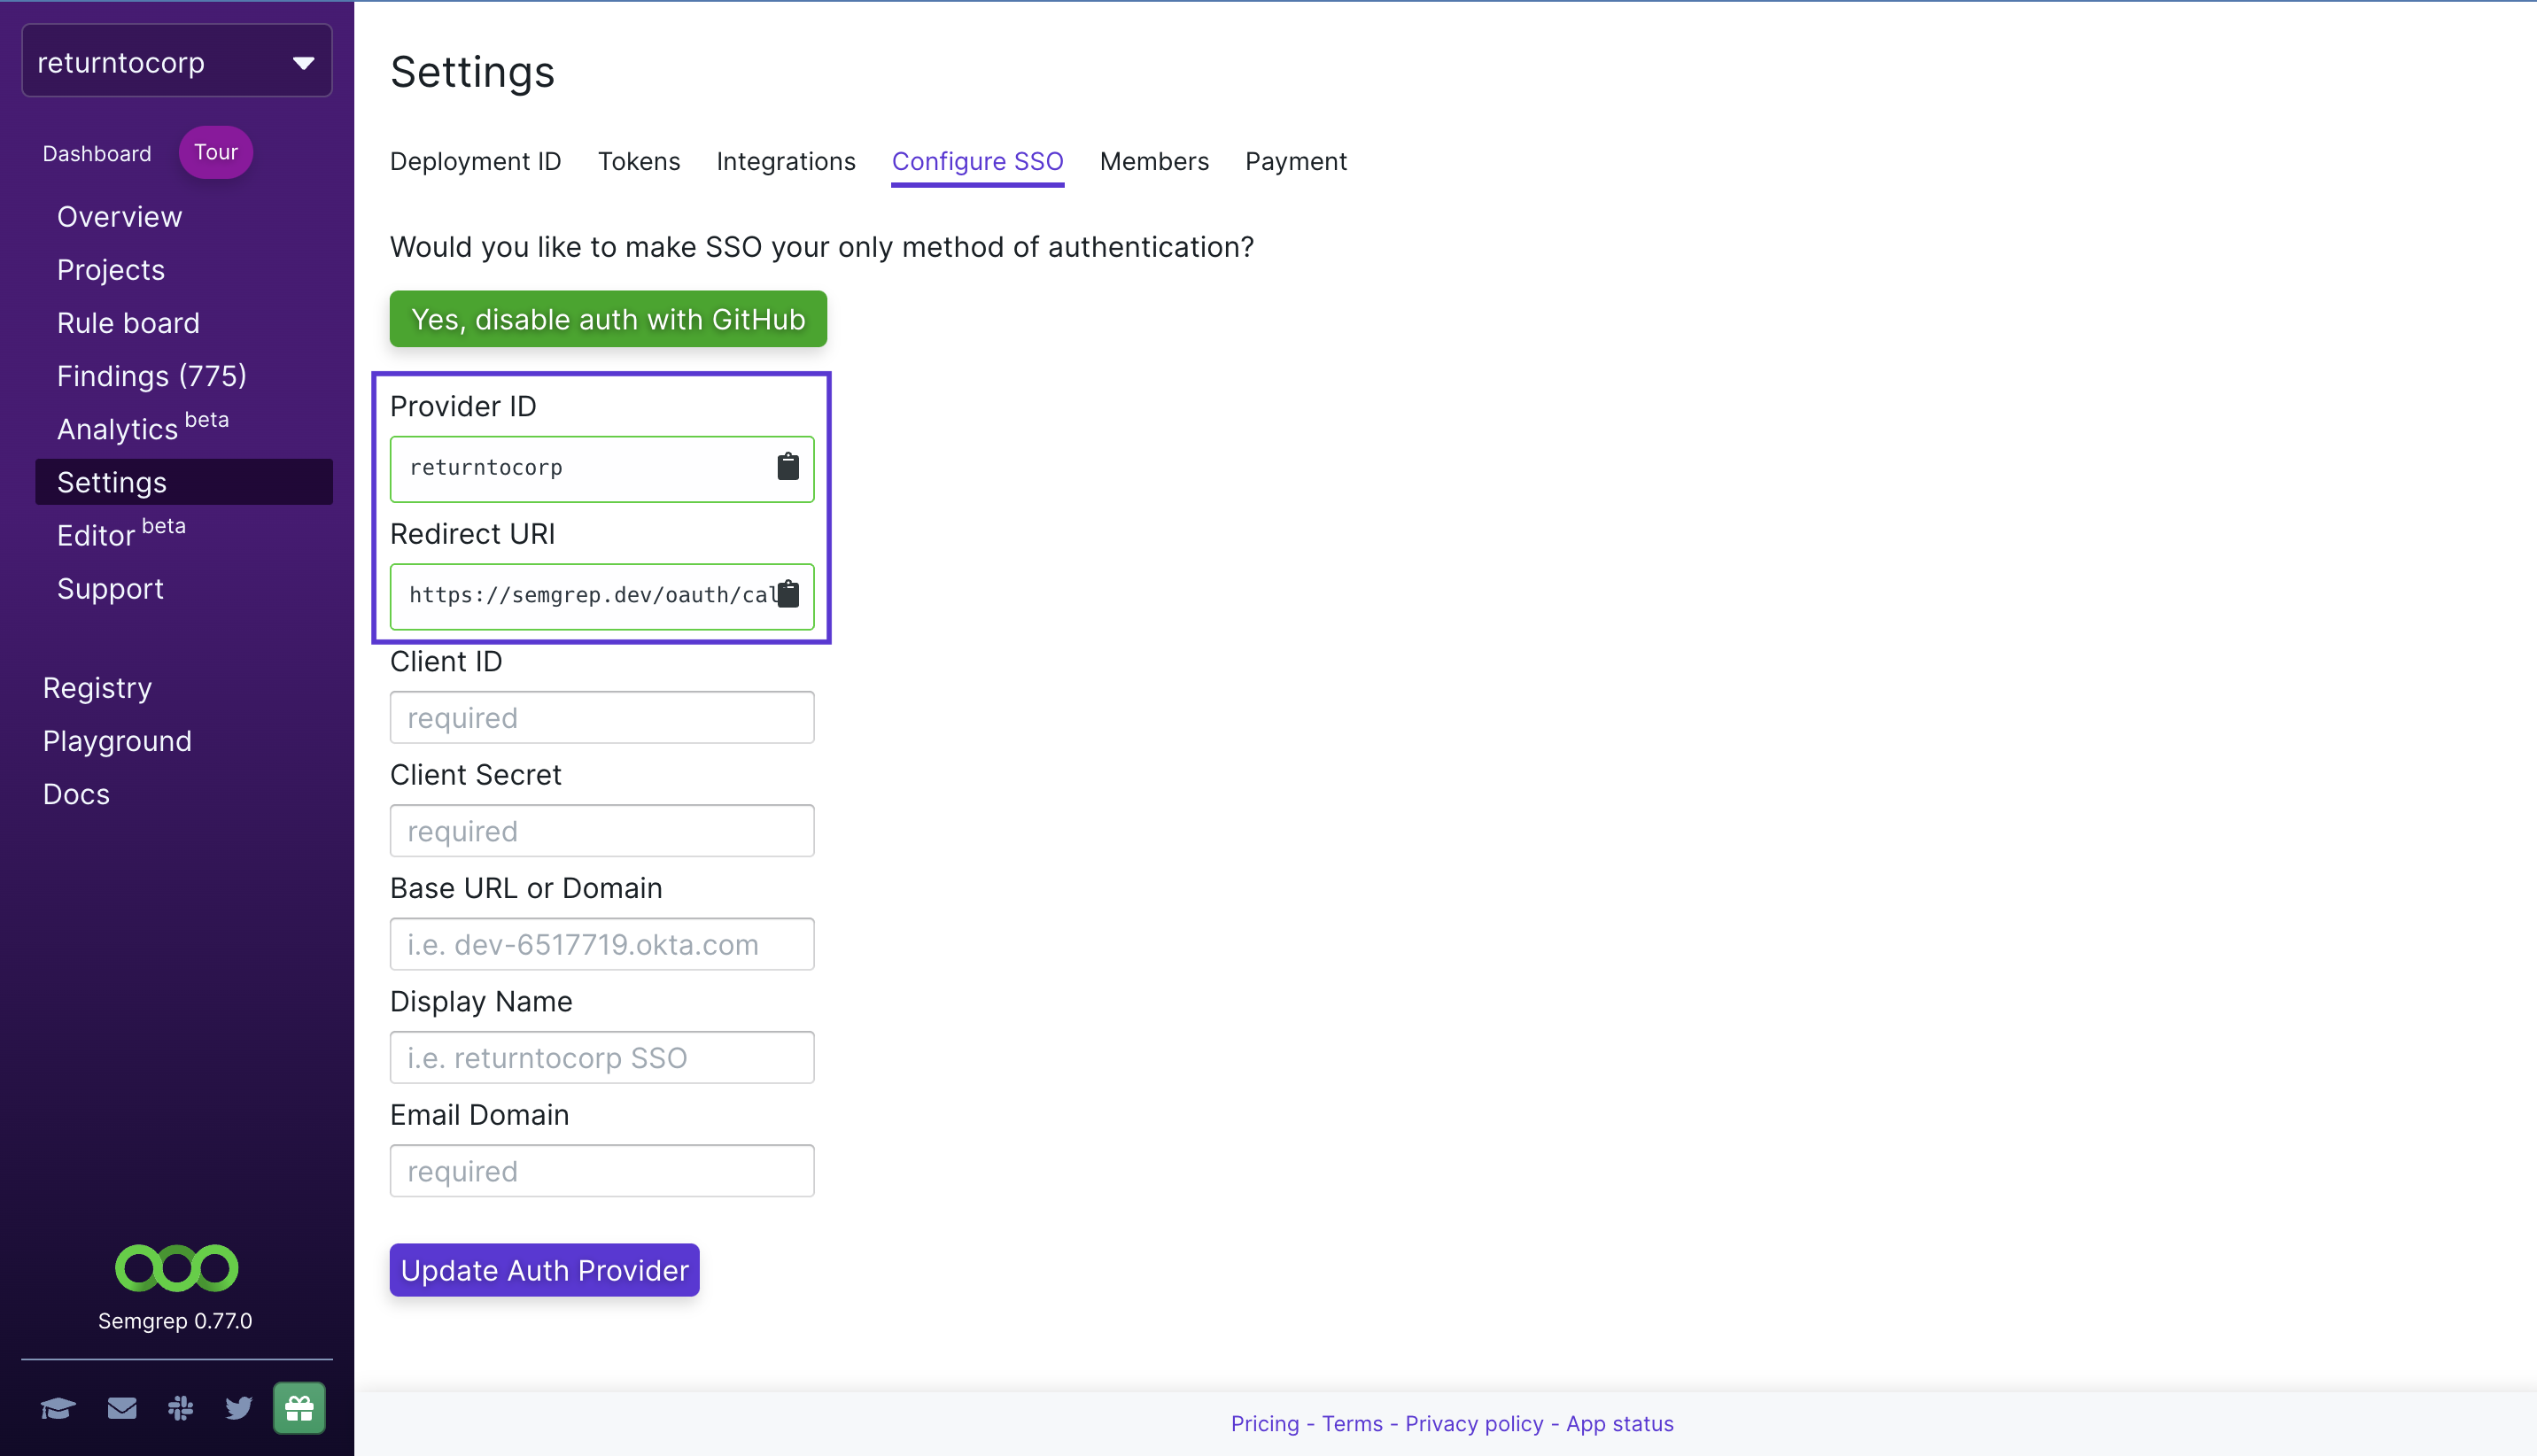 returntocorp
Dashboard
Tour
Overview
Projects
Rule board
Findings (775)
Analytics beta
Settings
Editor beta
Support
Registry
Playground
Docs
Semgrep 0.77.0
Settings
Deployment ID Tokens Integrations Configure SSO Members Payment
Would you like to make SSO your only method of authentication?
Yes, disable auth with GitHub
Provider ID
returntocorp
Redirect URI
https://semgrep.dev/oauth/cal
Client ID
required
Client Secret
required
Base URL or Domain
i.e. dev-6517719.okta.com
Display Name
i.e. returntocorp SSO
Email Domain
required
Update Auth Provider
Pricing - Terms - Privacy policy - App status